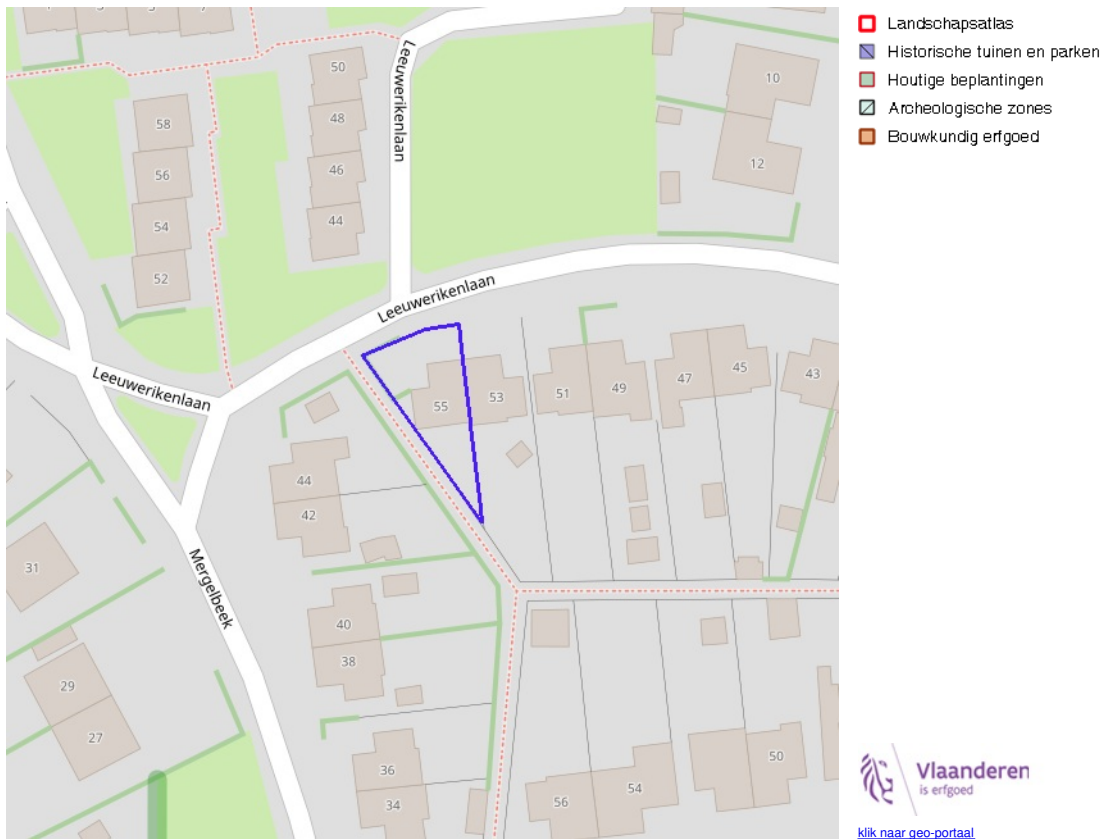 Landschapsatlas
Historische tuinen en parken
Houtige beplantingen
Archeologische zones
Bouwkundig erfgoed
50
58
48
56
46
54
44
52
Leeuwerikenlaan
10
12
Leeuwerikenlaan
Leeuwerikenlaan
55
53
51
49
47
45
43
44
42
31
Mergelbeek
40
38
29
27
36
34
56
54
50
Vlaanderen
is erfgoed
klik naar geo-portaal